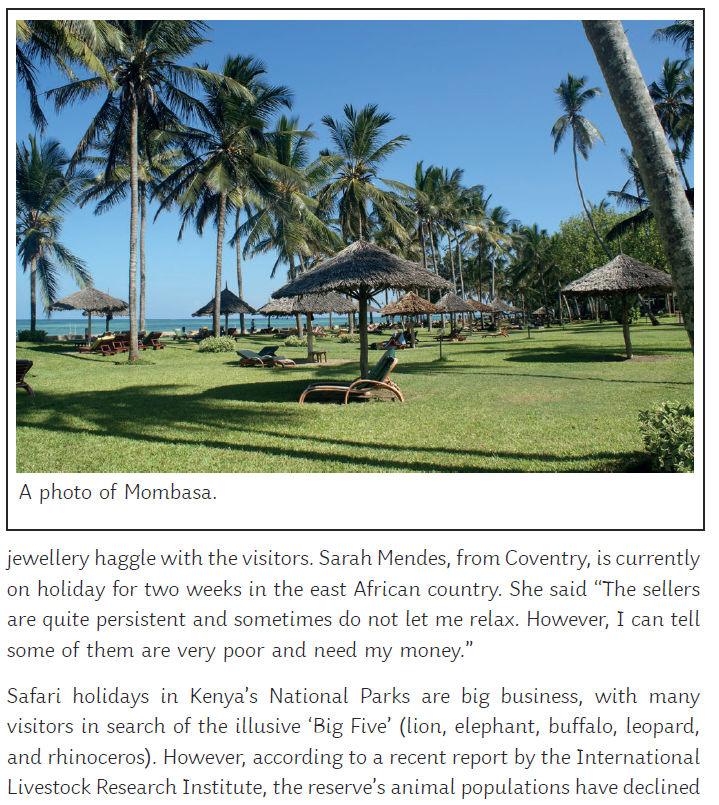 A photo of Mombasa.
jewellery haggle with the visitors. Sarah Mendes, from Coventry, is currently
on holiday for two weeks in the east African country. She said “The sellers
are quite persistent and sometimes do not let me relax. However, I can tell
some of them are very poor and need my money.”
Safari holidays in Kenya’s National Parks are big business, with many
visitors in search of the illusive ‘Big Five’ (lion, elephant, buffalo, leopard,
and rhinoceros). However, according to a recent report by the International
Livestock Research Institute, the reserve’s animal populations have declined